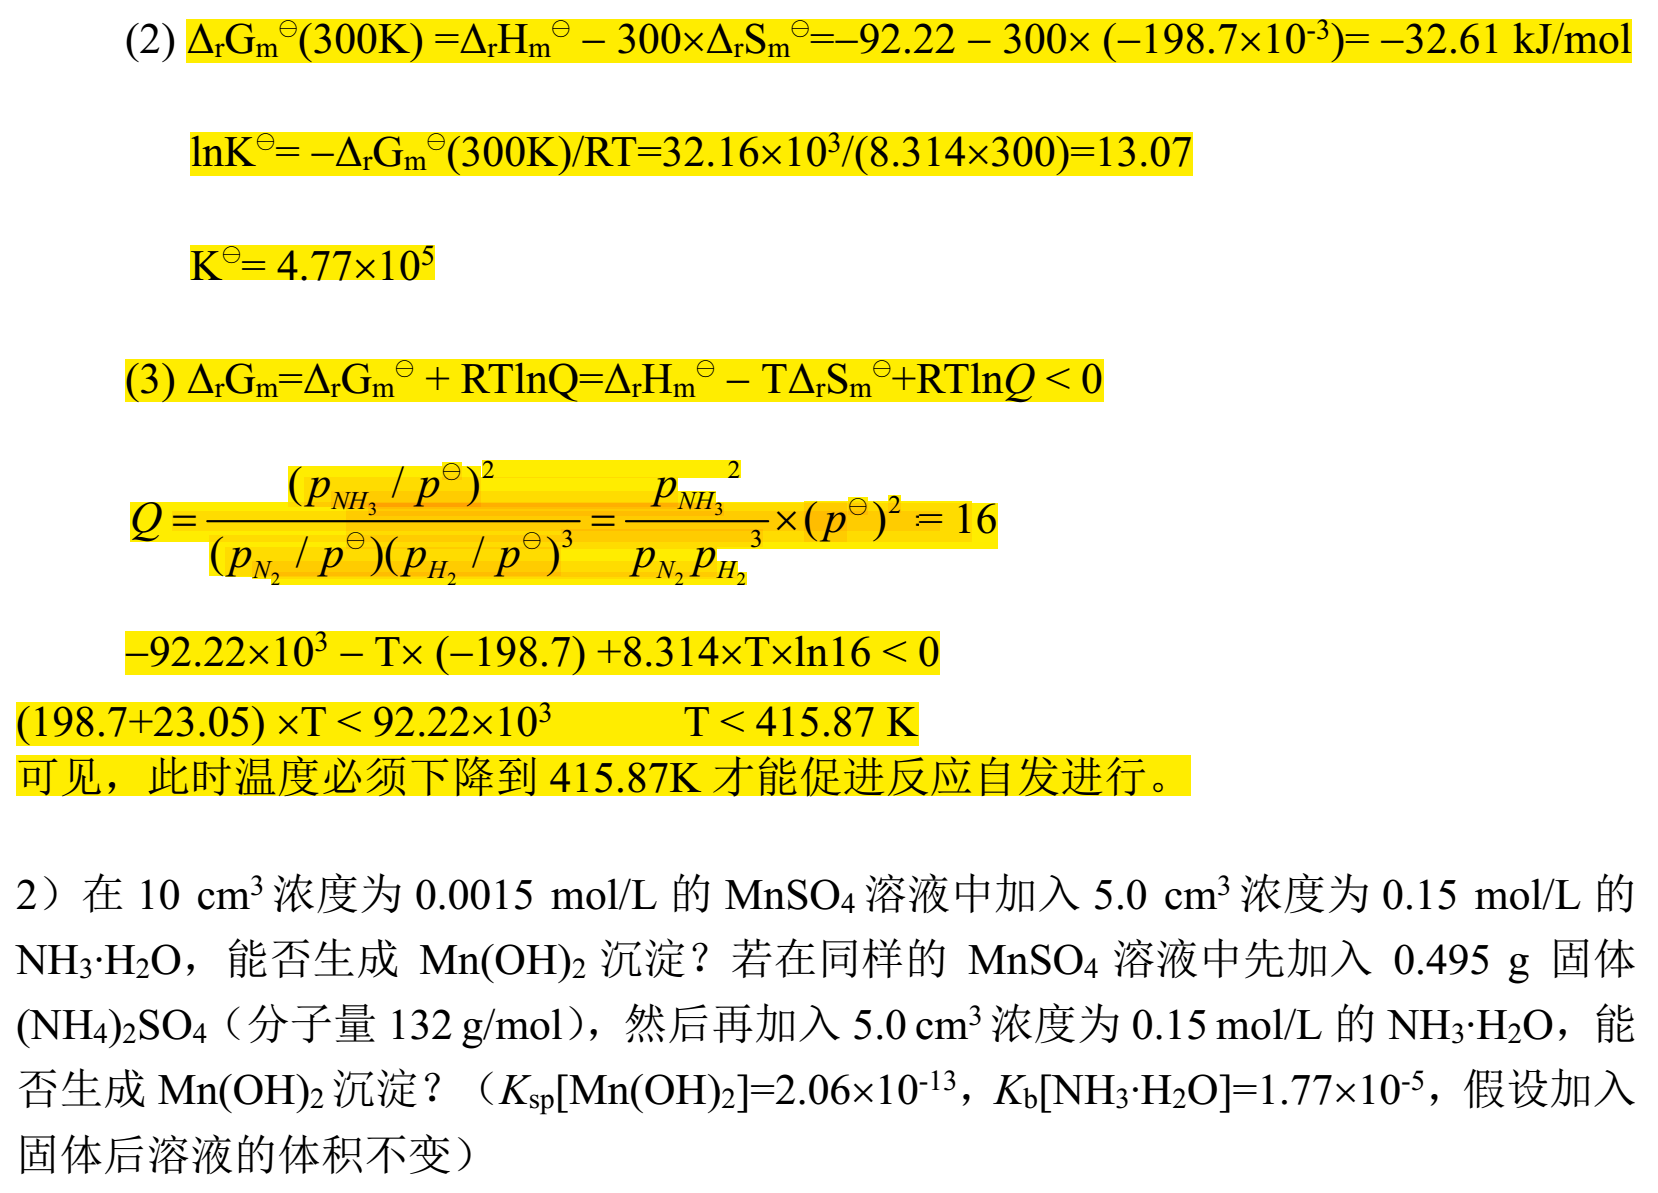 (2) ΔrGm⊖(300K) =ΔrHm⊖ – 300×ΔrSm⊖=–92.22 – 300× (–198.7×10⁻³)= –32.61 kJ/mol
lnK⊖= –ΔrGm⊖(300K)/RT=32.16×10³/(8.314×300)=13.07
K⊖= 4.77×10⁵
(3) ΔrGm=ΔrGm⊖ + RTlnQ=ΔrHm⊖ – TΔrSm⊖+RTlnQ < 0
Q = (p_NH₃ / p⊖)² / (p_N₂ / p⊖)(p_H₂ / p⊖)³ = p_NH₃² / p_N₂ p_H₂³ ×(p⊖)² = 16
–92.22×10³ – T× (–198.7) +8.314×T×ln16 < 0
(198.7+23.05) ×T < 92.22×10³ T < 415.87 K
可见，此时温度必须下降到 415.87K 才能促进反应自发进行。
2）在 10 cm³ 浓度为 0.0015 mol/L 的 MnSO₄ 溶液中加入 5.0 cm³ 浓度为 0.15 mol/L 的
NH₃·H₂O，能否生成 Mn(OH)₂ 沉淀？若在同样的 MnSO₄ 溶液中先加入 0.495 g 固体
(NH₄)₂SO₄（分子量 132 g/mol），然后再加入 5.0 cm³ 浓度为 0.15 mol/L 的 NH₃·H₂O，能
否生成 Mn(OH)₂ 沉淀？（Ksp[Mn(OH)₂]=2.06×10⁻¹³，Kb[NH₃·H₂O]=1.77×10⁻⁵，假设加入
固体后溶液的体积不变）